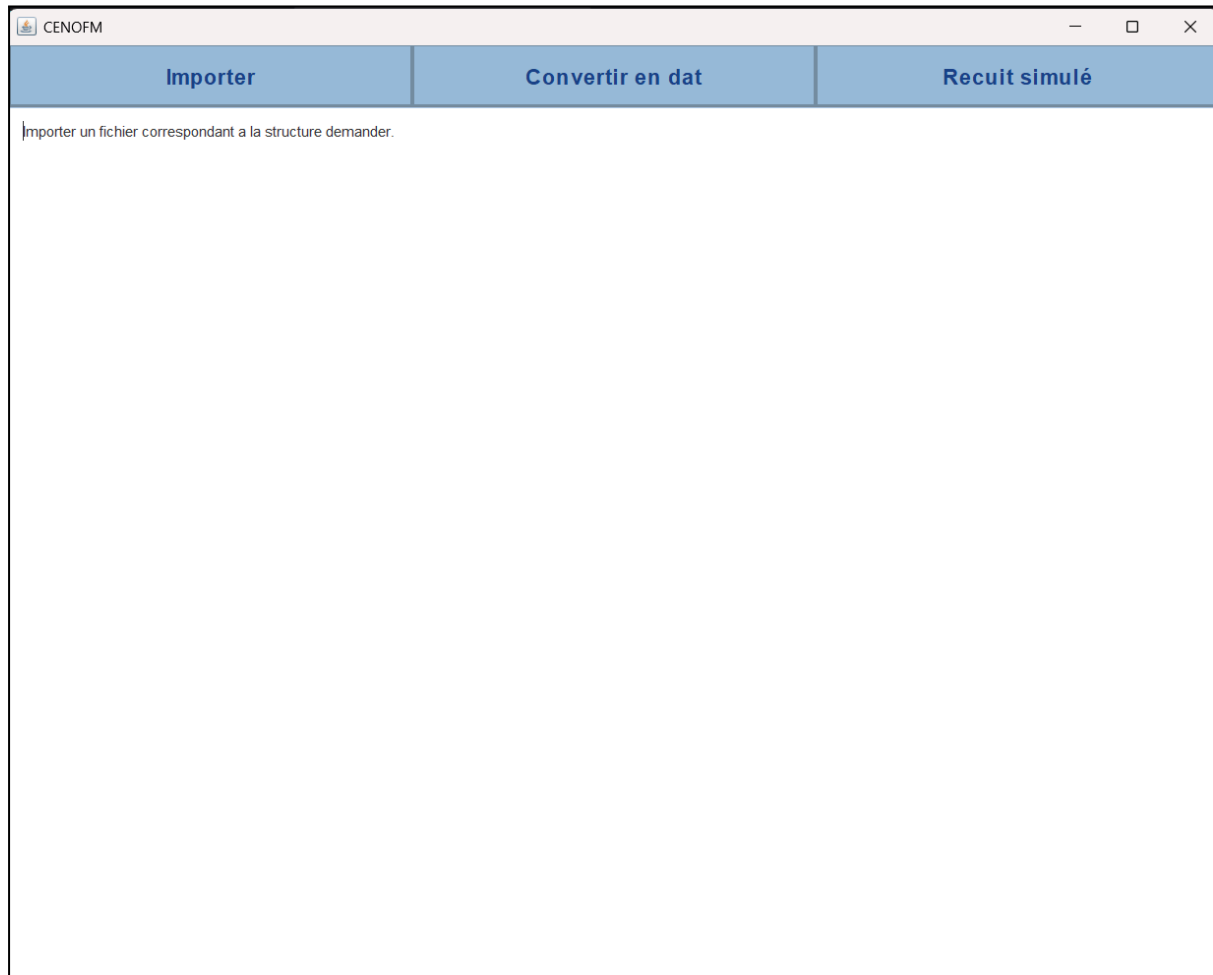 CENOFM
Importer Convertir en dat Recuit simulé
Importer un fichier correspondant a la structure demander.